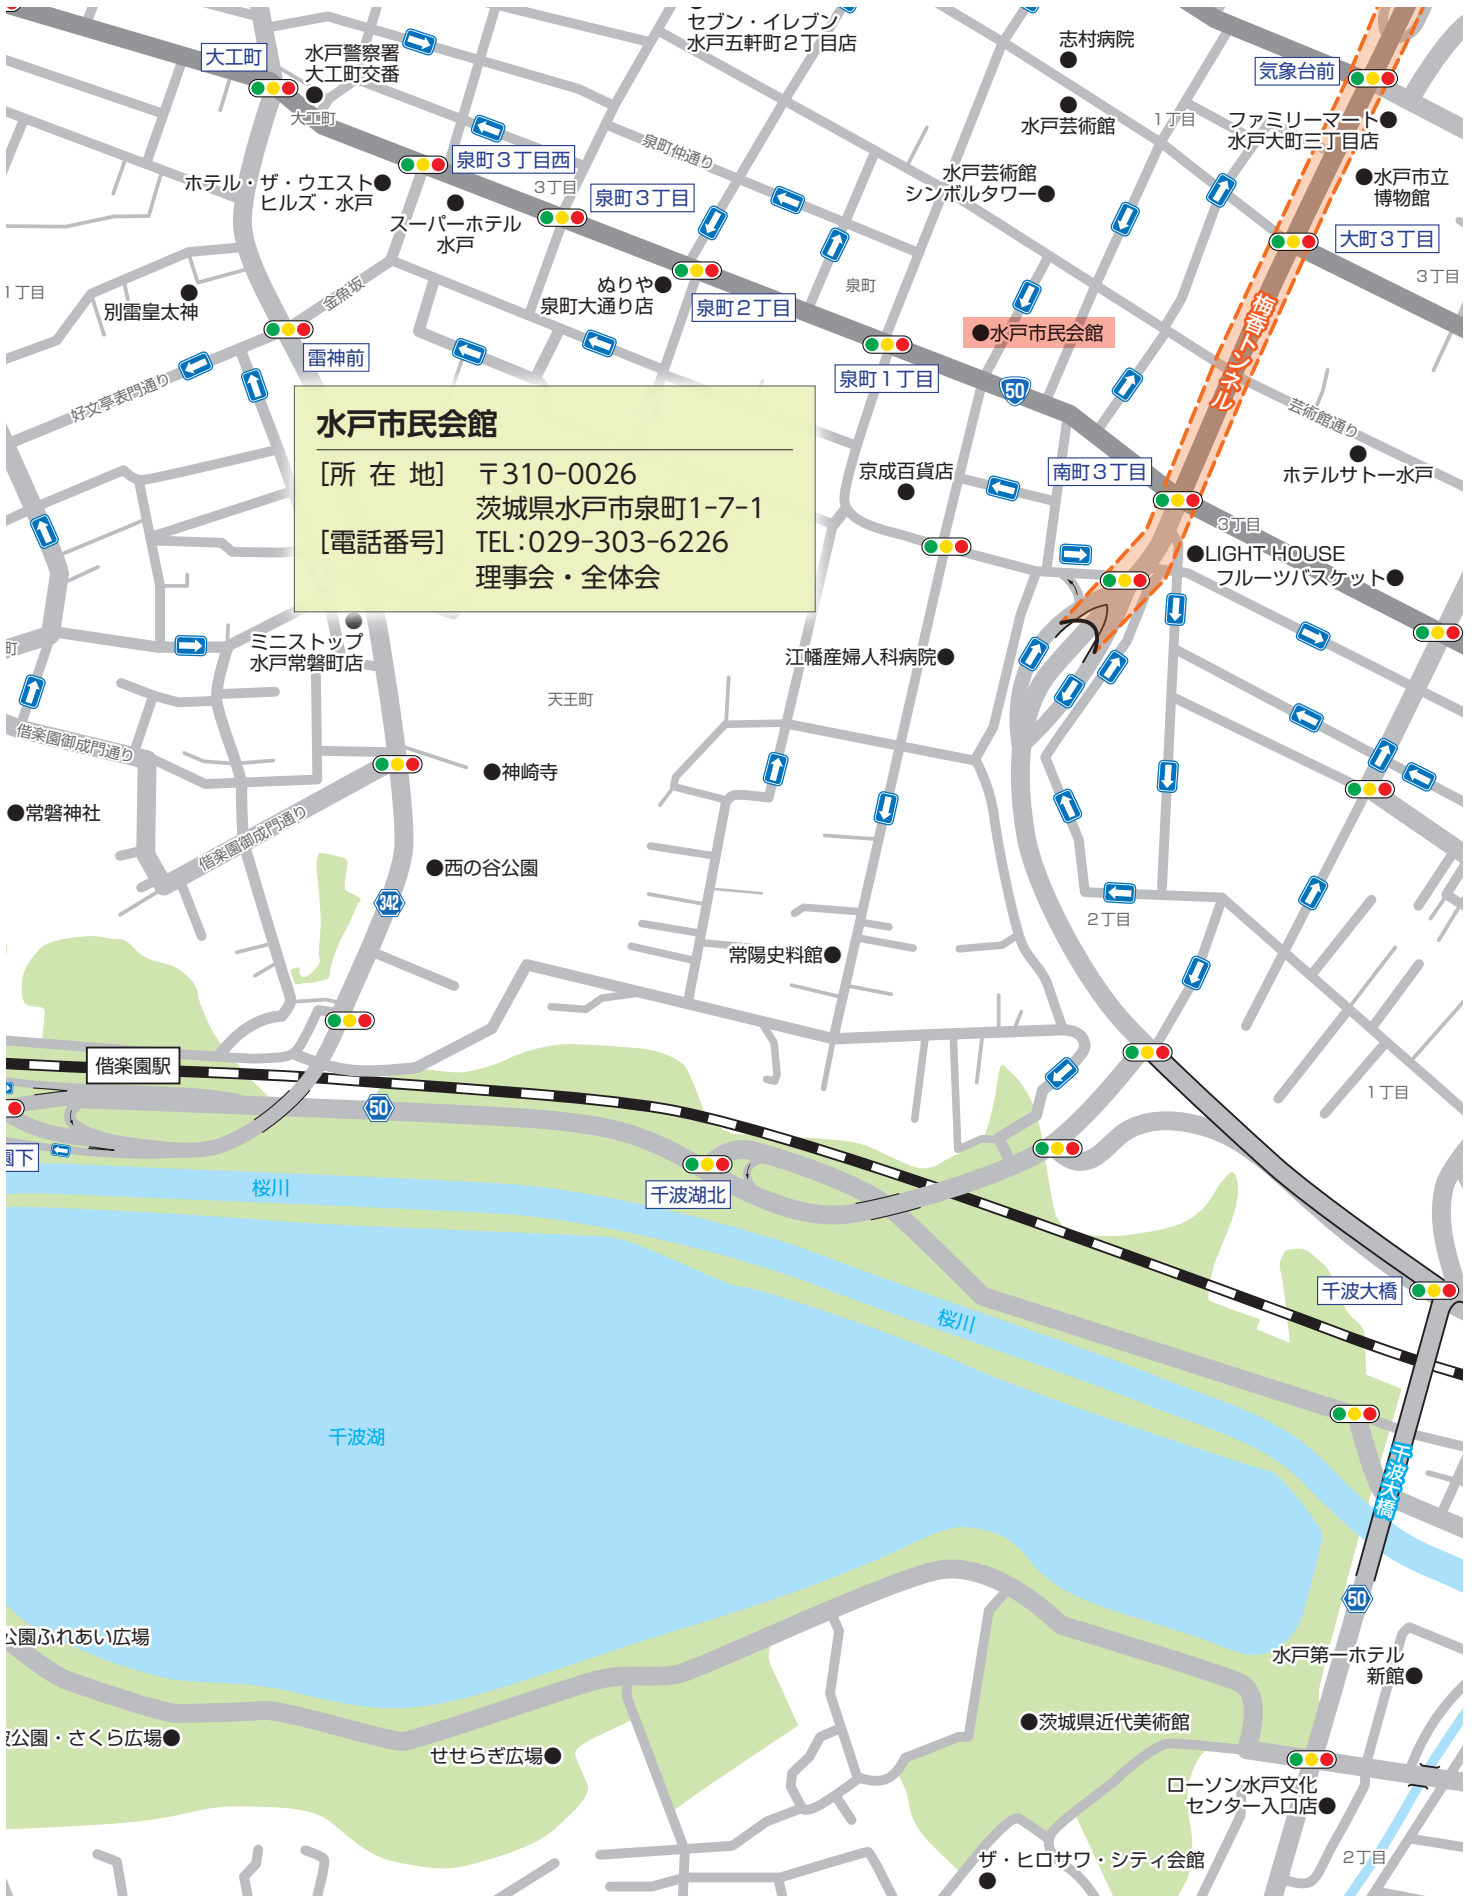 セブン・イレブン
水戸五軒町2丁目店
志村病院
大工町
水戸警察署
大工町交番
気象台前
大工町
水戸芸術館
1丁目
ファミリーマート
水戸大町三丁目店
泉町仲通り
泉町3丁目西
ホテル・ザ・ウエスト
ヒルズ・水戸
3丁目
泉町3丁目
水戸芸術館
シンボルタワー
水戸市立
博物館
スーパーホテル
水戸
大町3丁目
3丁目
1丁目
別雷皇太神
金魚坂
ぬりや
泉町大通り店
泉町2丁目
泉町
水戸市民会館
梅香トンネル
雷神前
泉町1丁目
50
好文亭表門通り
芸術館通り
水戸市民会館
[所 在 地] 〒310-0026
茨城県水戸市泉町1-7-1
[電話番号] TEL:029-303-6226
理事会・全体会
京成百貨店
南町3丁目
ホテルサトー水戸
3丁目
LIGHT HOUSE
フルーツバスケット
町
ミニストップ
水戸常磐町店
江幡産婦人科病院
天王町
偕楽園御成門通り
神崎寺
常磐神社
偕楽園御成門通り
西の谷公園
342
2丁目
常陽史料館
偕楽園駅
50
1丁目
園下
桜川
千波湖北
千波大橋
桜川
千波湖
千波大橋
50
公園ふれあい広場
水戸第一ホテル
新館
波公園・さくら広場
せせらぎ広場
茨城県近代美術館
ローソン水戸文化
センター入口店
ザ・ヒロサワ・シティ会館
2丁目